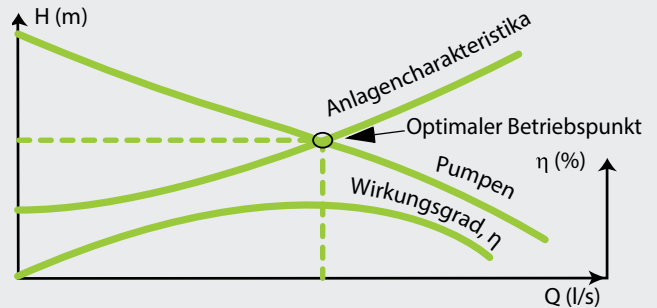 H (m)
Anlagencharakteristika
Optimaler Betriebspunkt
Pumpen
η (%)
Wirkungsgrad, η
Q (l/s)